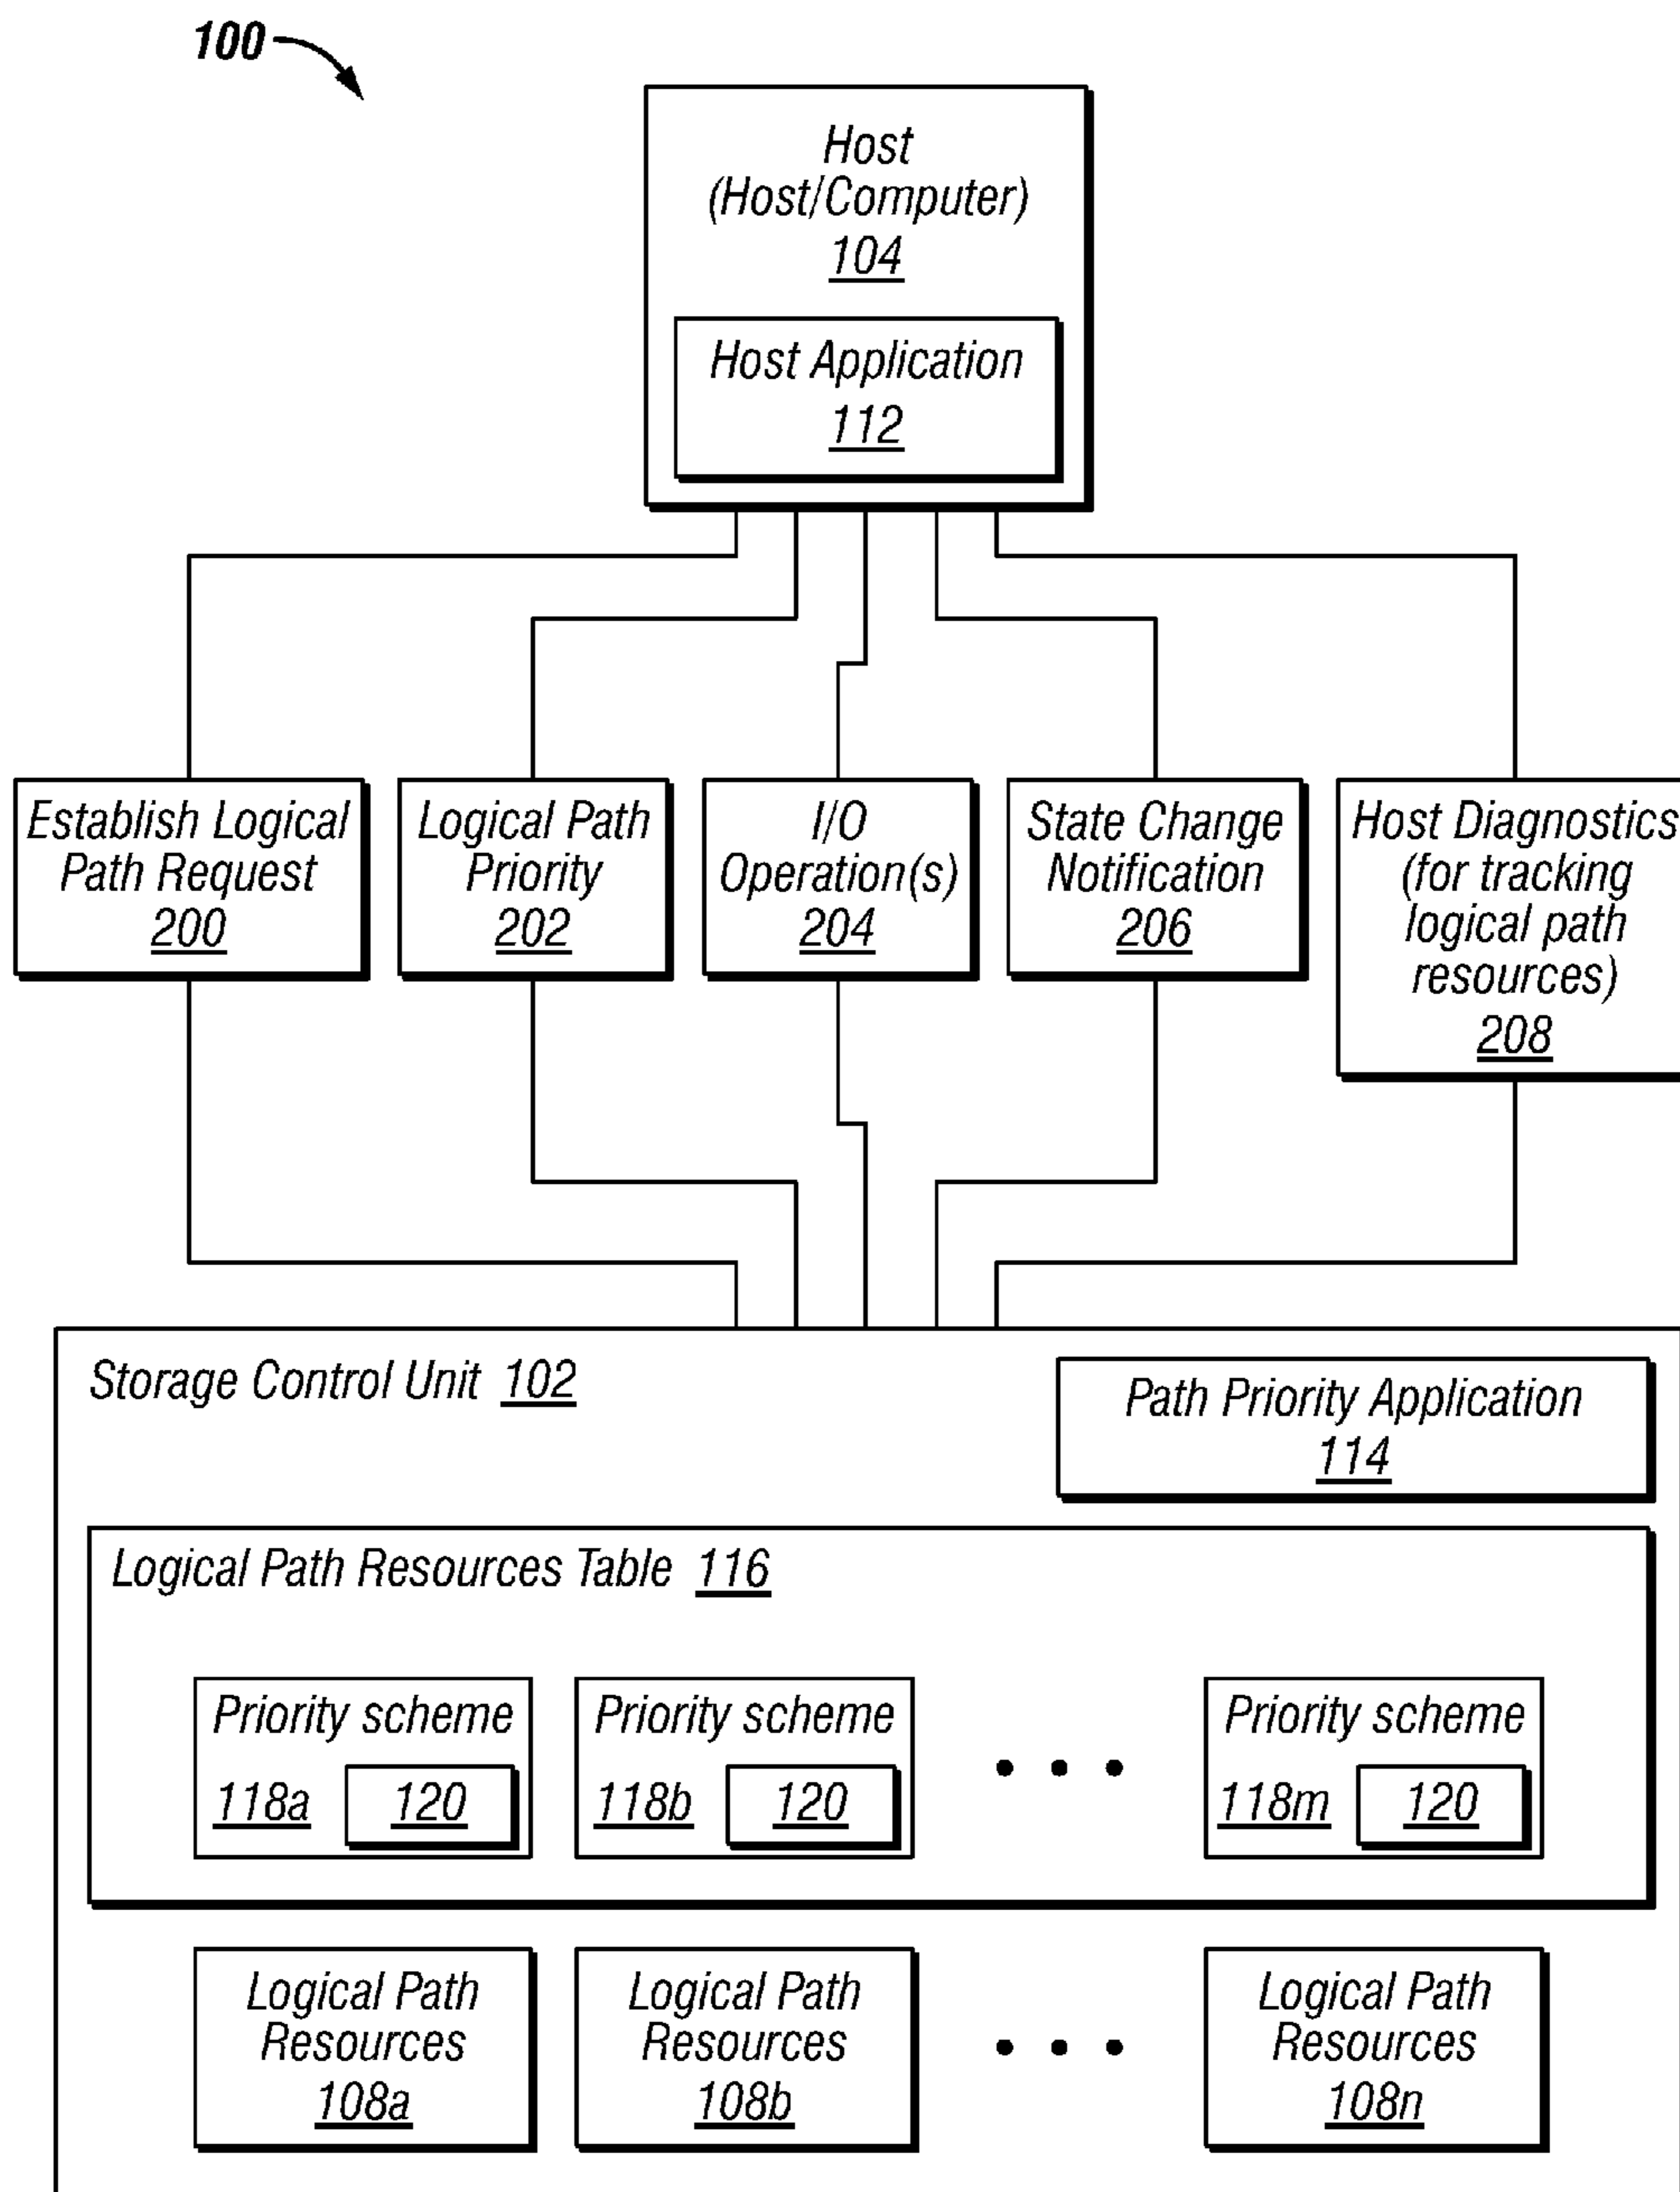 100
Host
(Host/Computer)
104
Host Application
112
Establish Logical
Path Request
200
Logical Path
Priority
202
I/O
Operation(s)
204
State Change
Notification
206
Host Diagnostics
(for tracking
logical path
resources)
208
Storage Control Unit 102
Path Priority Application
114
Logical Path Resources Table 116
Priority scheme
118a 120
Priority scheme
118b 120
• • •
Priority scheme
118m 120
Logical Path
Resources
108a
Logical Path
Resources
108b
• • •
Logical Path
Resources
108n